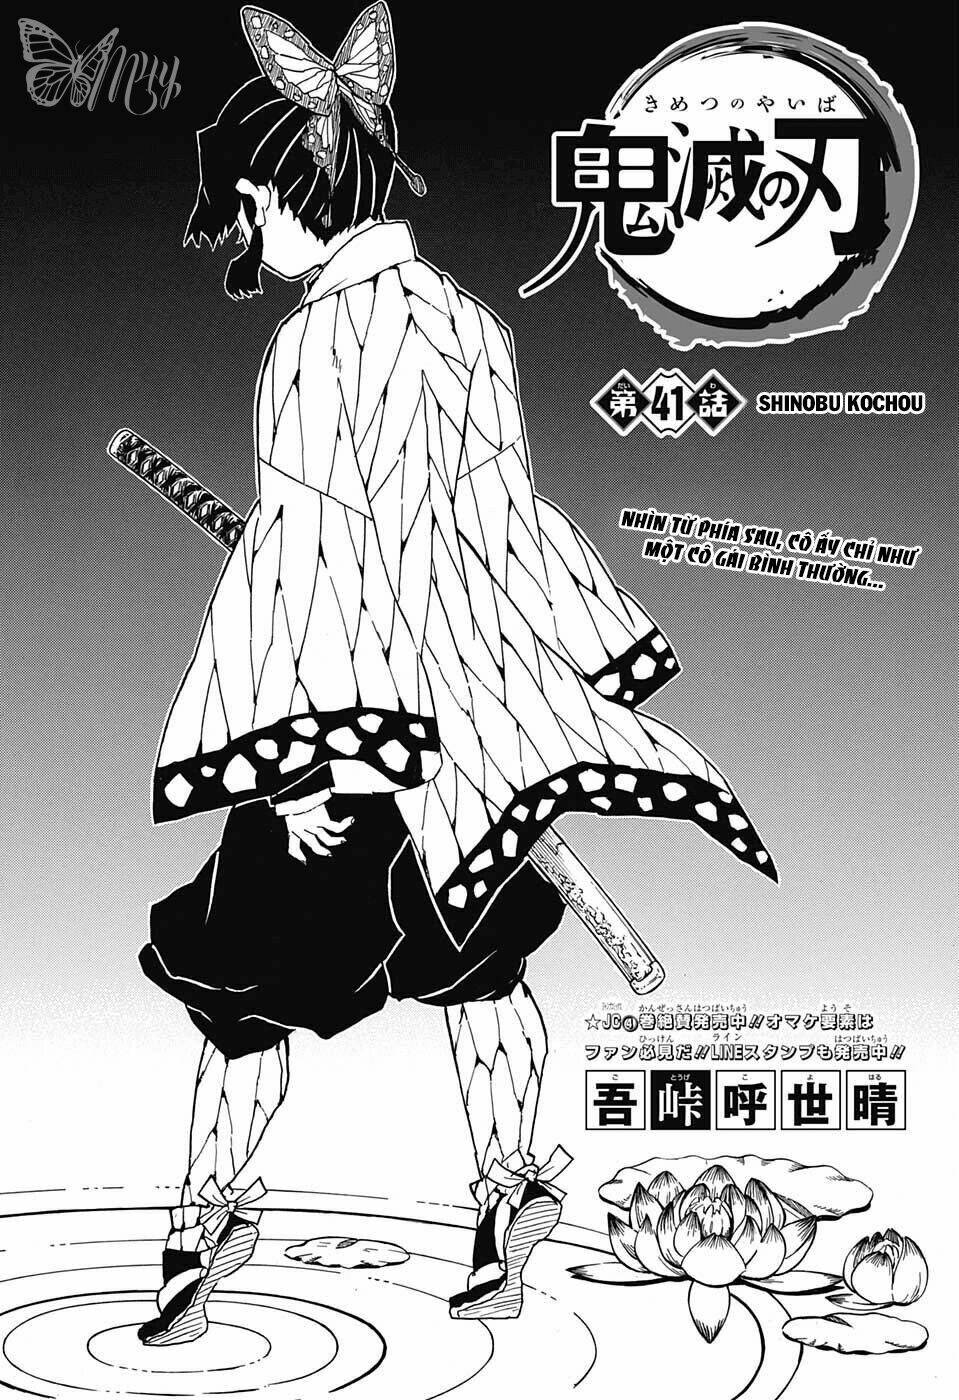 M4y
きめつのやいば
鬼滅の刃
第41話 SHINOBU KOCHOU
NHÌN TỪ PHÍA SAU, CÔ ẤY CHỈ NHƯ
MỘT CÔ GÁI BÌNH THƯỜNG...
★JC④巻絶賛発売中!!オマケ要素は
ファン必見だ!!LINEスタンプも発売中!!
吾峠呼世晴